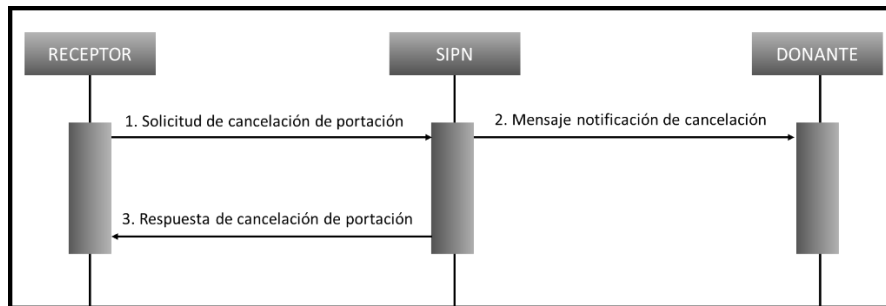 RECEPTOR
SIPN
DONANTE
1. Solicitud de cancelación de portación
2. Mensaje notificación de cancelación
3. Respuesta de cancelación de portación